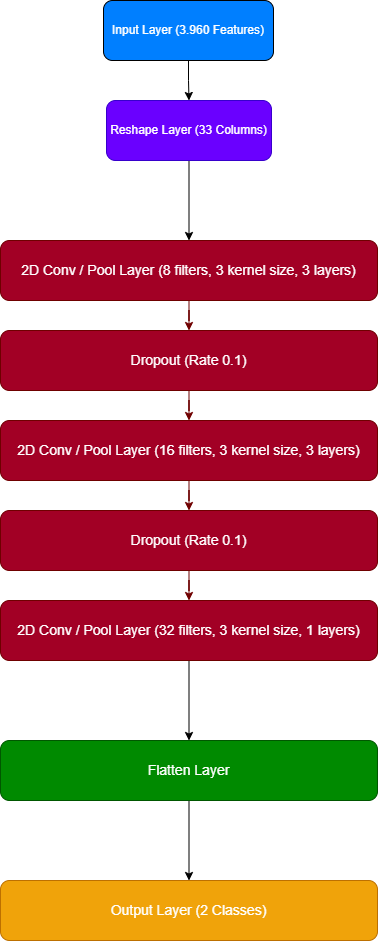 Input Layer (3.960 Features)
Reshape Layer (33 Columns)
2D Conv / Pool Layer (8 filters, 3 kernel size, 3 layers)
Dropout (Rate 0.1)
2D Conv / Pool Layer (16 filters, 3 kernel size, 3 layers)
Dropout (Rate 0.1)
2D Conv / Pool Layer (32 filters, 3 kernel size, 1 layers)
Flatten Layer
Output Layer (2 Classes)